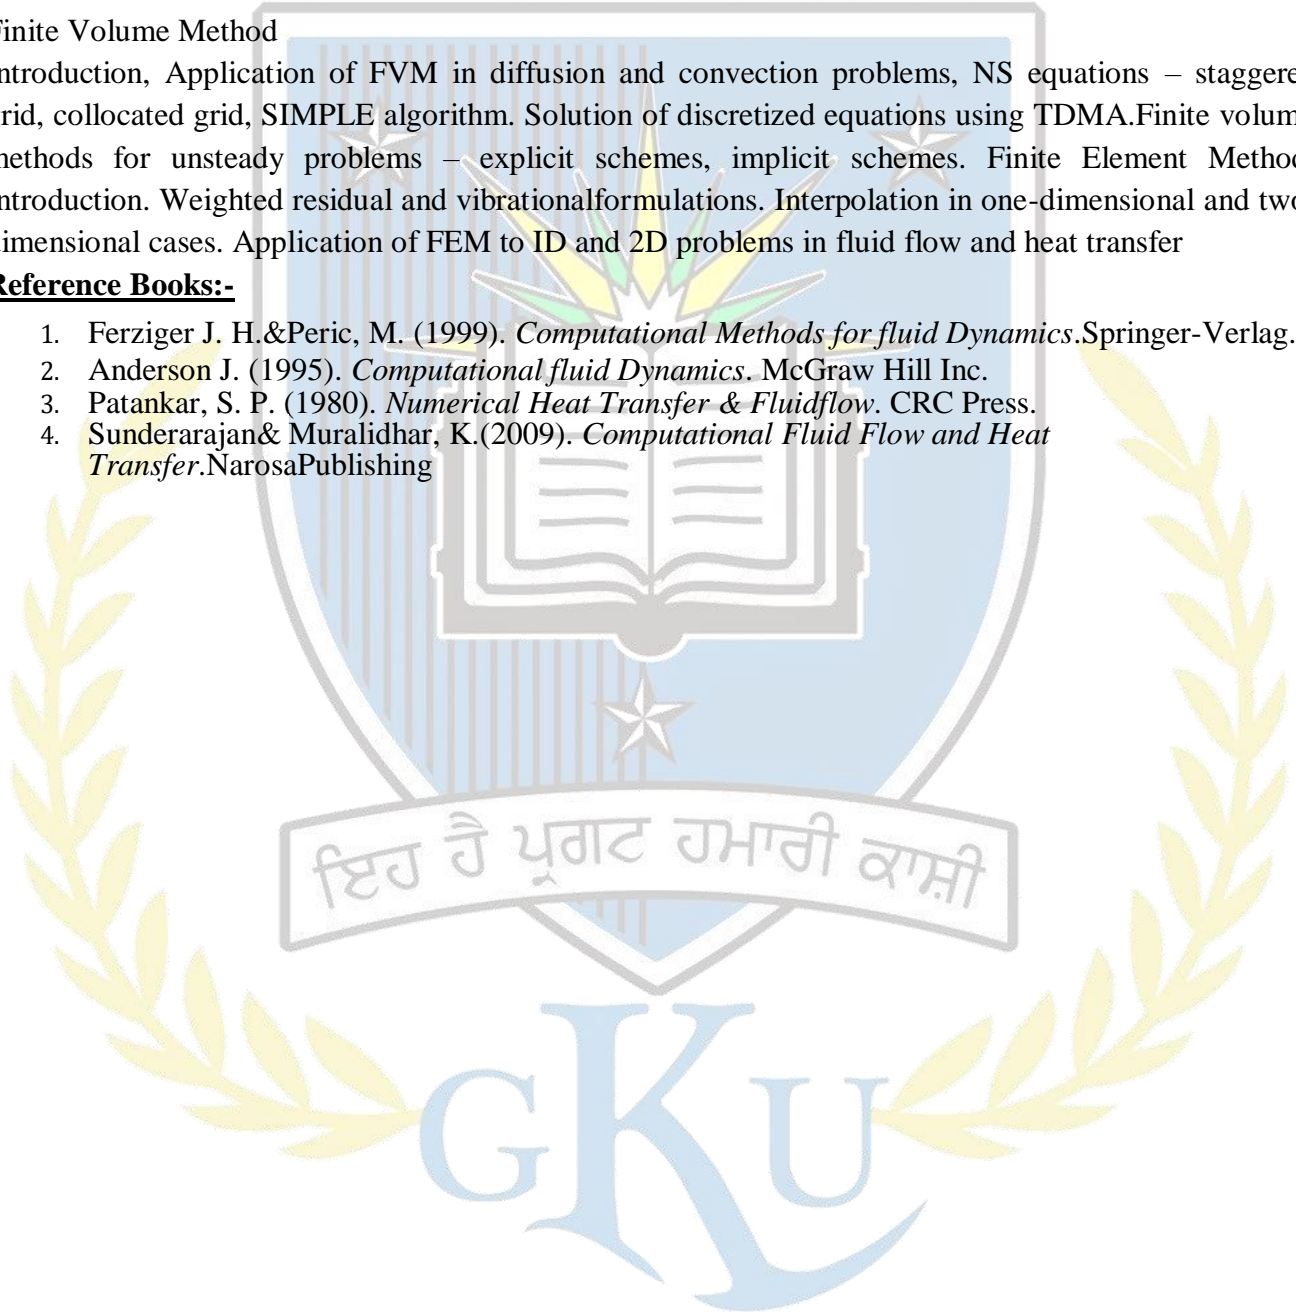 inite Volume Method
ntroduction, Application of FVM in diffusion and convection problems, NS equations – staggere
rid, collocated grid, SIMPLE algorithm. Solution of discretized equations using TDMA.Finite volum
ethods for unsteady problems – explicit schemes, implicit schemes. Finite Element Method
ntroduction. Weighted residual and vibrationalformulations. Interpolation in one-dimensional and two
imensional cases. Application of FEM to ID and 2D problems in fluid flow and heat transfer
Reference Books:-
1. Ferziger J. H.&Peric, M. (1999). Computational Methods for fluid Dynamics.Springer-Verlag.
2. Anderson J. (1995). Computational fluid Dynamics. McGraw Hill Inc.
3. Patankar, S. P. (1980). Numerical Heat Transfer & Fluidflow. CRC Press.
4. Sunderarajan& Muralidhar, K.(2009). Computational Fluid Flow and Heat
Transfer.NarosaPublishing
ਇਹ ਹੈ ਪ੍ਰਗਟ ਹਮਾਰੀ ਕਾਸ਼ੀ
GKU